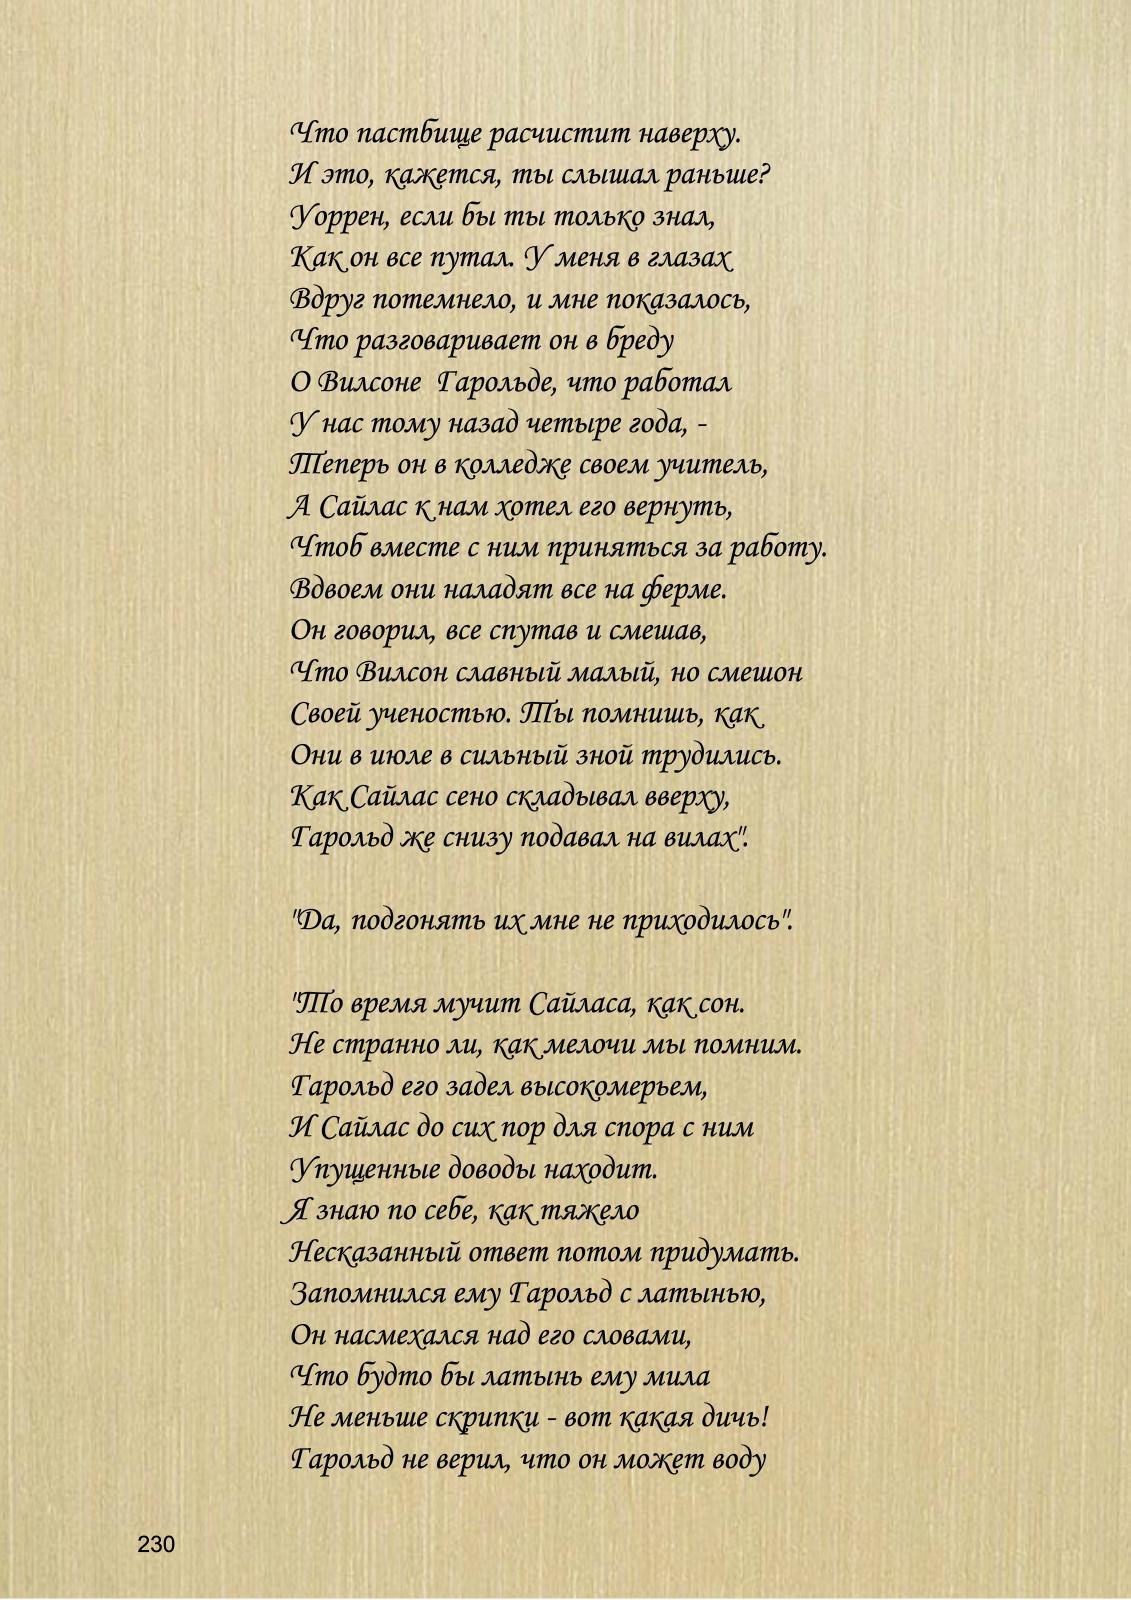 Что пастбище расчистит наверху.
И это, кажется, ты слышал раньше?
Уоррен, если бы ты только знал,
Как он все путал. У меня в глазах
Вдруг потемнело, и мне показалось,
Что разговаривает он в бреду
О Вилсоне Гарольде, что работал
У нас тому назад четыре года, -
Теперь он в колледже своем учитель,
А Сайлас к нам хотел его вернуть,
Чтоб вместе с ним приняться за работу.
Вдвоем они наладят все на ферме.
Он говорил, все спутав и смешав,
Что Вилсон славный малый, но смешон
Своей ученостью. Ты помнишь, как
Они в июле в сильный зной трудились.
Как Сайлас сено складывал вверху,
Гарольд же снизу подавал на вилах".
"Да, подгонять их мне не приходилось".
"То время мучит Сайласа, как сон.
Не странно ли, как мелочи мы помним.
Гарольд его задел высокомерьем,
И Сайлас до сих пор для спора с ним
Упущенные доводы находит.
Я знаю по себе, как тяжело
Несказанный ответ потом придумать.
Запомнился ему Гарольд с латынью,
Он насмехался над его словами,
Что будто бы латынь ему мила
Не меньше скрипки - вот какая дичь!
Гарольд не верил, что он может воду
230